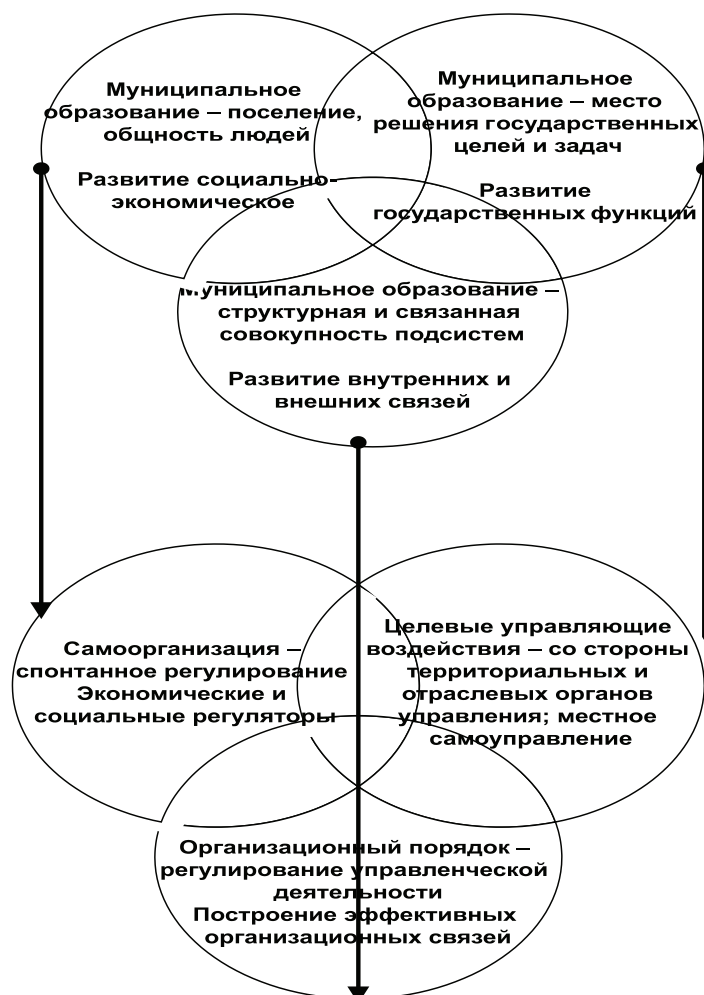 Муниципальное
образование – поселение,
общность людей
Развитие социально-
экономическое
Муниципальное
образование – место
решения государственных
целей и задач
Развитие
государственных функций
Муниципальное образование –
структурная и связанная
совокупность подсистем
Развитие внутренних и
внешних связей
Самоорганизация –
спонтанное регулирование
Экономические и
социальные регуляторы
Целевые управляющие
воздействия – со стороны
территориальных и
отраслевых органов
управления; местное
самоуправление
Организационный порядок –
регулирование управленческой
деятельности
Построение эффективных
организационных связей